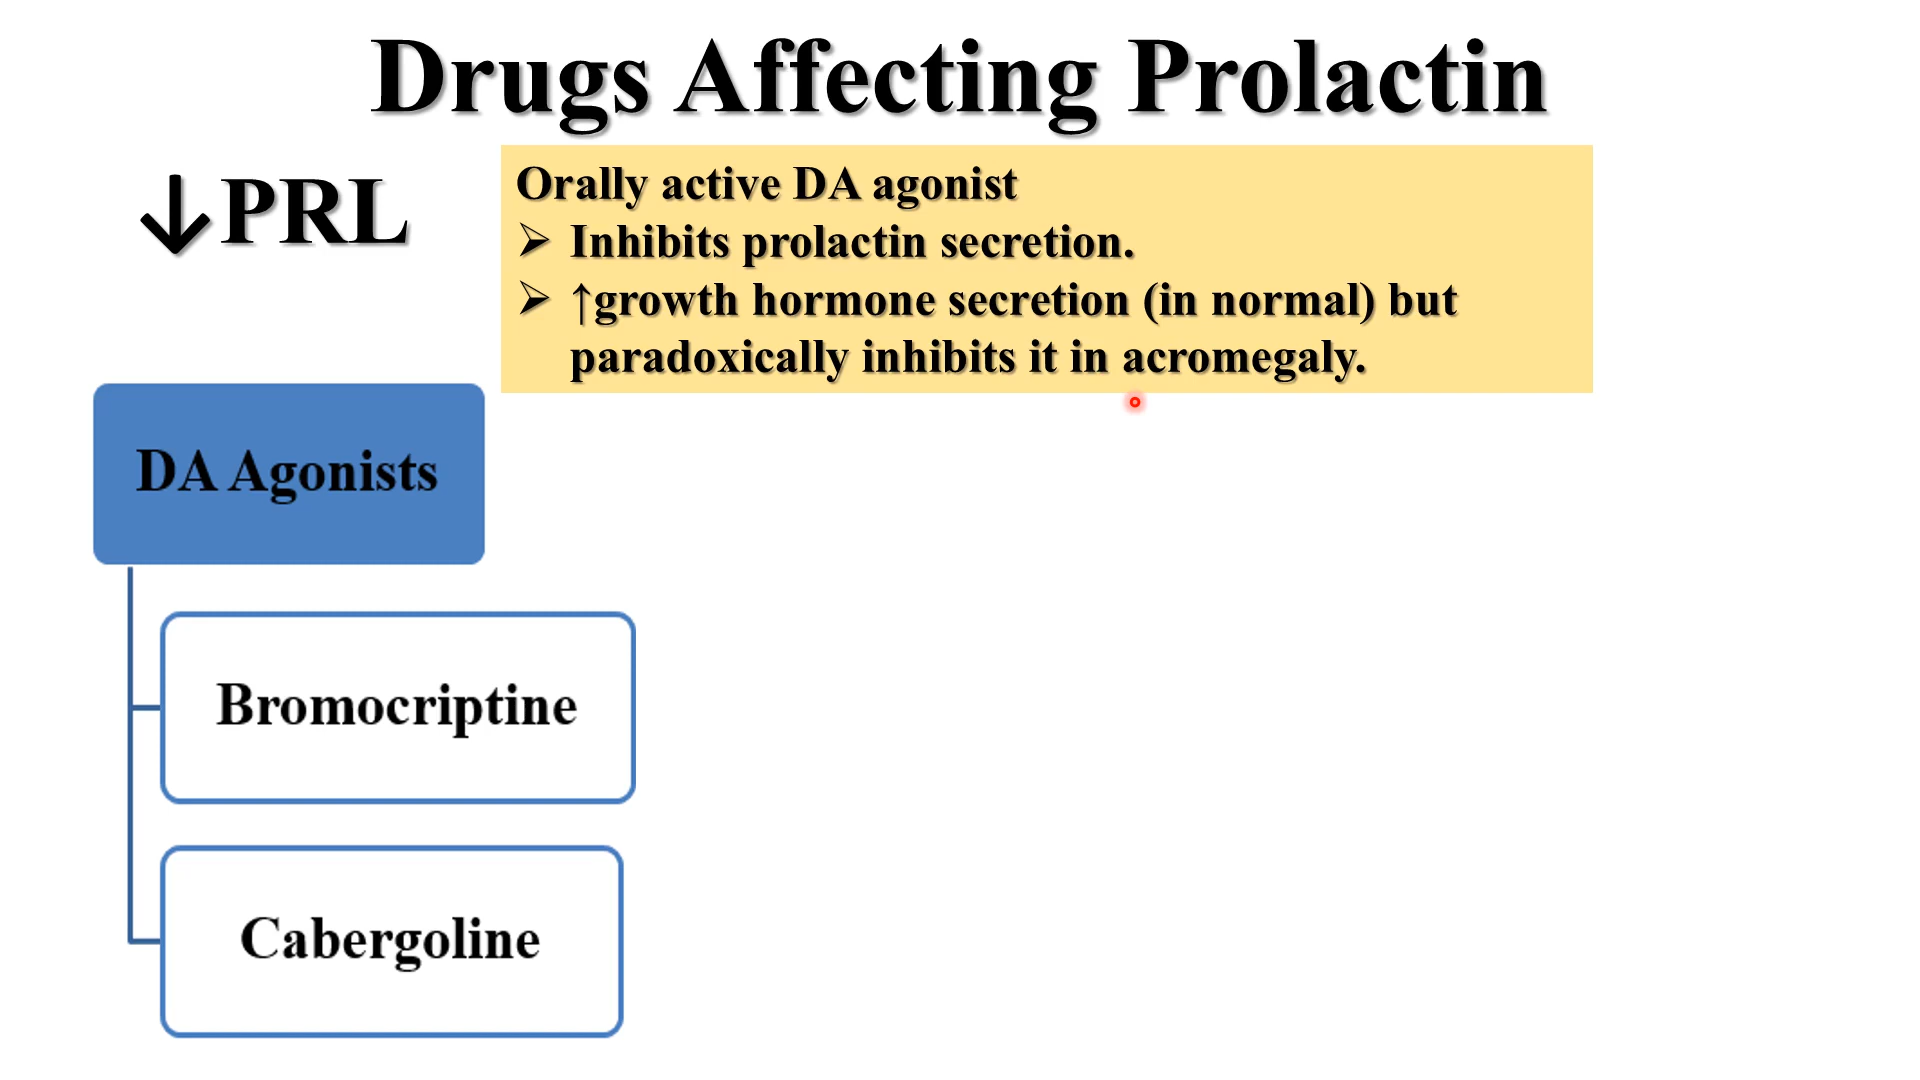 Drugs Affecting Prolactin
↓PRL
Orally active DA agonist
➢ Inhibits prolactin secretion.
➢ ↑growth hormone secretion (in normal) but
paradoxically inhibits it in acromegaly.
DA Agonists
Bromocriptine
Cabergoline